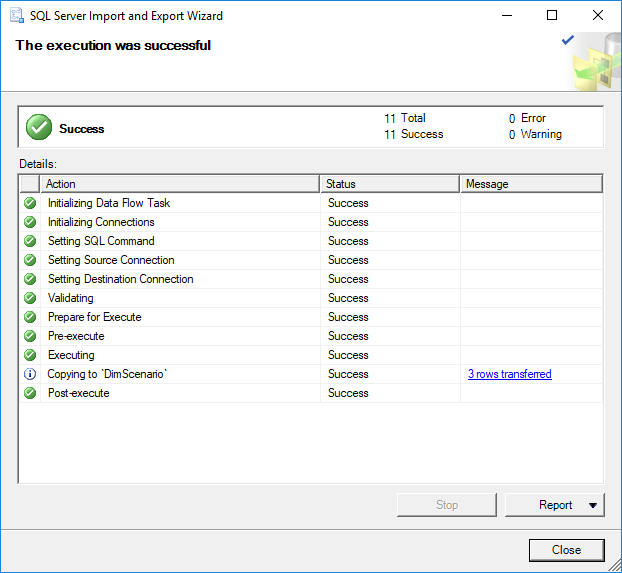 SQL Server Import and Export Wizard
The execution was successful
Success
11 Total 0 Error
11 Success 0 Warning
Details:
Action Status Message
Initializing Data Flow Task Success
Initializing Connections Success
Setting SQL Command Success
Setting Source Connection Success
Setting Destination Connection Success
Validating Success
Prepare for Execute Success
Pre-execute Success
Executing Success
Copying to `DimScenario` Success 3 rows transferred
Post-execute Success
Stop Report
Close